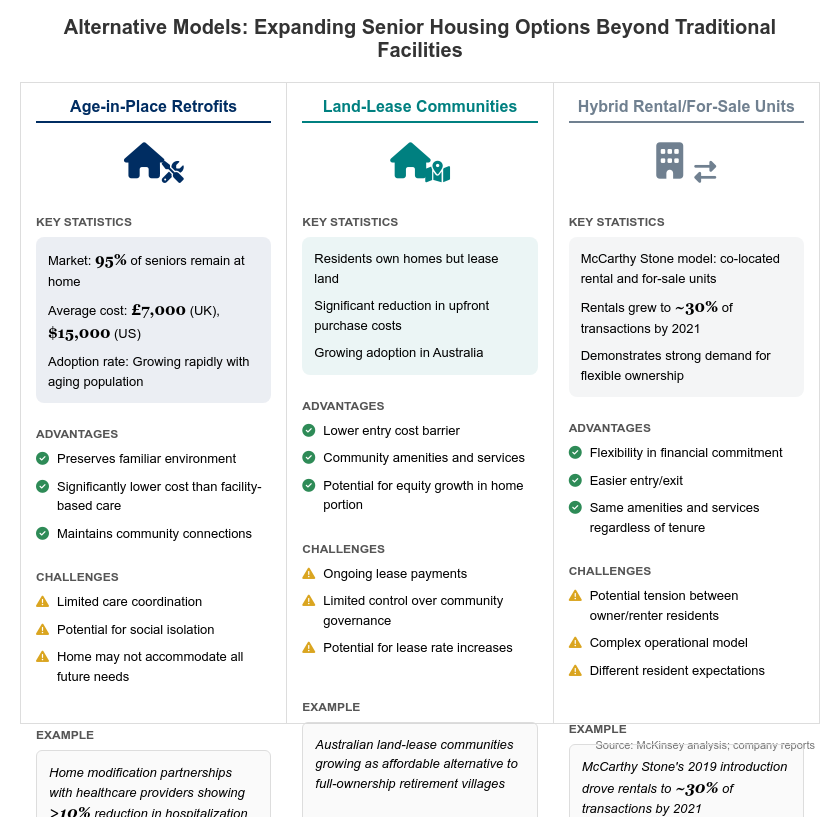 Alternative Models: Expanding Senior Housing Options Beyond Traditional
Facilities
Age-in-Place Retrofits
KEY STATISTICS
Market: 95% of seniors remain at
home
Average cost: £7,000 (UK),
$15,000 (US)
Adoption rate: Growing rapidly with
aging population
ADVANTAGES
Preserves familiar environment
Significantly lower cost than facility-
based care
Maintains community connections
CHALLENGES
Limited care coordination
Potential for social isolation
Home may not accommodate all
future needs
EXAMPLE
Home modification partnerships
with healthcare providers showing
>10% reduction in hospitalization
Land-Lease Communities
KEY STATISTICS
Residents own homes but lease
land
Significant reduction in upfront
purchase costs
Growing adoption in Australia
ADVANTAGES
Lower entry cost barrier
Community amenities and services
Potential for equity growth in home
portion
CHALLENGES
Ongoing lease payments
Limited control over community
governance
Potential for lease rate increases
EXAMPLE
Australian land-lease communities
growing as affordable alternative to
full-ownership retirement villages
Hybrid Rental/For-Sale Units
KEY STATISTICS
McCarthy Stone model: co-located
rental and for-sale units
Rentals grew to ~30% of
transactions by 2021
Demonstrates strong demand for
flexible ownership
ADVANTAGES
Flexibility in financial commitment
Easier entry/exit
Same amenities and services
regardless of tenure
CHALLENGES
Potential tension between
owner/renter residents
Complex operational model
Different resident expectations
EXAMPLE
Source: McKinsey analysis; company reports
McCarthy Stone's 2019 introduction
drove rentals to ~30% of
transactions by 2021